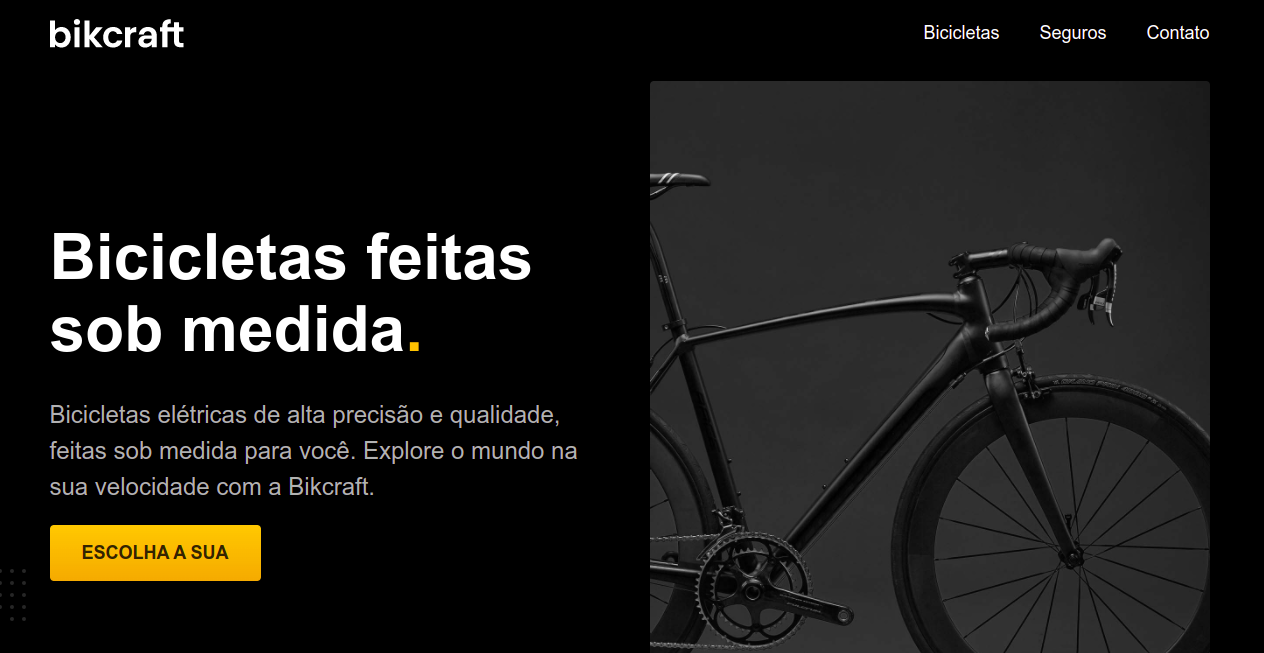 bikcraft
Bicicletas
Seguros
Contato
Bicicletas feitas
sob medida.
Bicicletas elétricas de alta precisão e qualidade,
feitas sob medida para você. Explore o mundo na
sua velocidade com a Bikcraft.
ESCOLHA A SUA